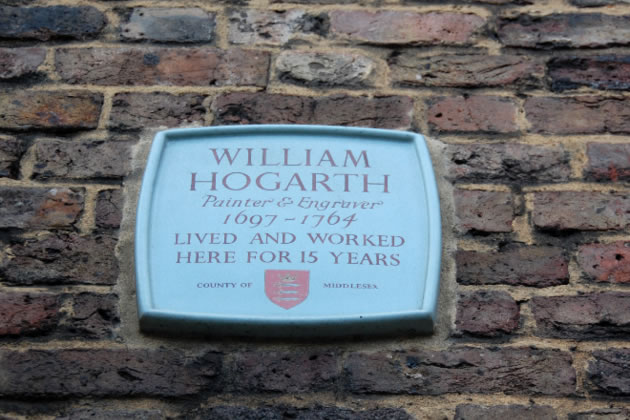 WILLIAM
HOGARTH
Painter & Engraver
1697-1764
LIVED AND WORKED
HERE FOR 15 YEARS
COUNTY OF MIDDLESEX